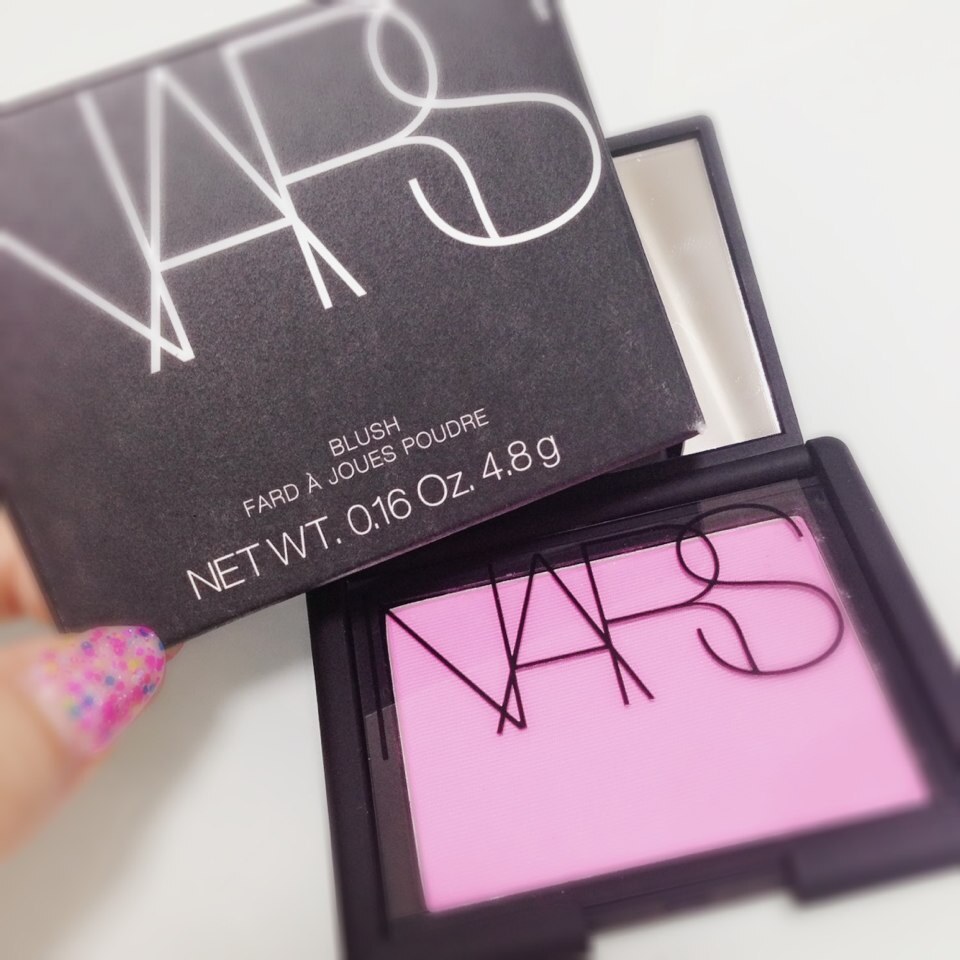 NARS
BLUSH
FARD À JOUES POUDRE
NET WT. 0.16 Oz. 4.8 g
NARS